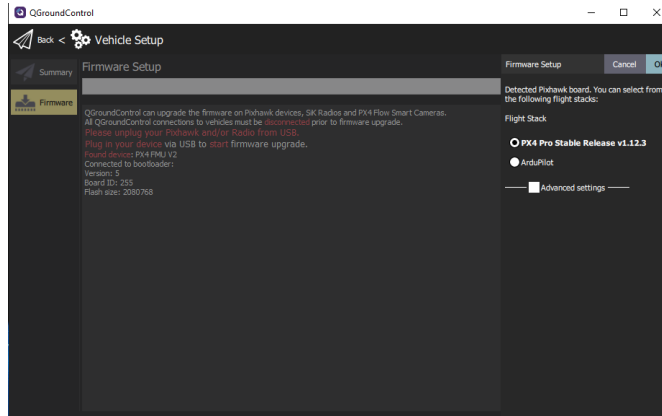 QGroundControl
Back < Vehicle Setup
Summary
Firmware
Firmware Setup
QGroundControl can upgrade the firmware on Pixhawk devices, SiK Radios and PX4 Flow Smart Cameras.
All QGroundControl connections to vehicles must be disconnected prior to firmware upgrade.
Please unplug your Pixhawk and/or Radio from USB.
Plug in your device via USB to start firmware upgrade.
Found device: PX4 FMU V2
Connected to bootloader:
Version: 5
Board ID: 255
Flash size: 2080768
Firmware Setup Cancel O
Detected Pixhawk board. You can select from
the following flight stacks:
Flight Stack
PX4 Pro Stable Release v1.12.3
ArduPilot
Advanced settings